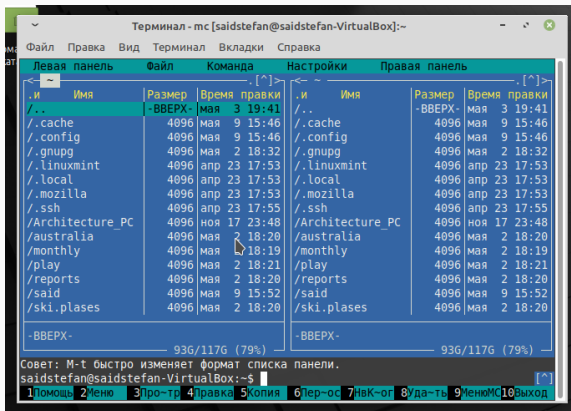 Терминал - mc [saidstefan@saidstefan-VirtualBox]:~
Файл Правка Вид Терминал Вкладки Справка
Левая панель Файл Команда Настройки Правая панель
<- ~ .[^]> <- ~ .[^]>
.и Имя Размер Время правки .и Имя Размер Время правки
/.. -ВВЕРХ- мая 3 19:41 /.. -ВВЕРХ- мая 3 19:41
/.cache 4096 мая 9 15:46 /.cache 4096 мая 9 15:46
/.config 4096 мая 9 15:46 /.config 4096 мая 9 15:46
/.gnupg 4096 мая 2 18:32 /.gnupg 4096 мая 2 18:32
/.linuxmint 4096 апр 23 17:53 /.linuxmint 4096 апр 23 17:53
/.local 4096 апр 23 17:53 /.local 4096 апр 23 17:53
/.mozilla 4096 апр 23 17:53 /.mozilla 4096 апр 23 17:53
/.ssh 4096 апр 23 17:55 /.ssh 4096 апр 23 17:55
/Architecture_PC 4096 ноя 17 23:48 /Architecture_PC 4096 ноя 17 23:48
/australia 4096 мая 2 18:20 /australia 4096 мая 2 18:20
/monthly 4096 мая 18:19 /monthly 4096 мая 2 18:19
/play 4096 мая 2 18:21 /play 4096 мая 2 18:21
/reports 4096 мая 2 18:20 /reports 4096 мая 2 18:20
/said 4096 мая 9 15:52 /said 4096 мая 9 15:52
/ski.plases 4096 мая 2 18:20 /ski.plases 4096 мая 2 18:20
-ВВЕРХ- -ВВЕРХ-
93G/117G (79%) 93G/117G (79%)
Совет: M-t быстро изменяет формат списка панели.
saidstefan@saidstefan-VirtualBox:~$ [^]
1Помощь 2Меню 3Про~тр 4Правка 5Копия 6Пер~ос 7НвК~ог 8Уда~ть 9МенюМС 10Выход